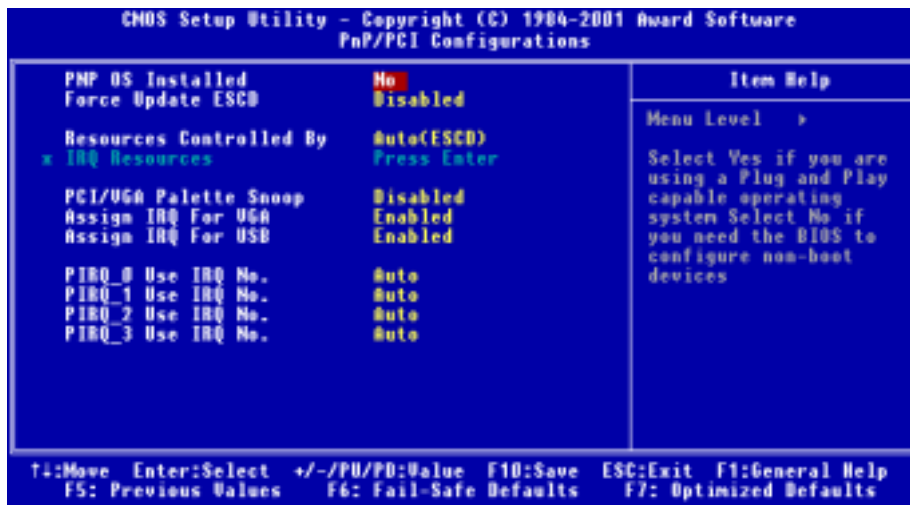 CMOS Setup Utility - Copyright (C) 1984-2001 Award Software
PnP/PCI Configurations
PNP OS Installed No
Force Update ESCD Disabled
Resources Controlled By Auto(ESCD)
x IRQ Resources Press Enter
PCI/VGA Palette Snoop Disabled
Assign IRQ For VGA Enabled
Assign IRQ For USB Enabled
PIRQ_0 Use IRQ No. Auto
PIRQ_1 Use IRQ No. Auto
PIRQ_2 Use IRQ No. Auto
PIRQ_3 Use IRQ No. Auto
Item Help
Menu Level ▸
Select Yes if you are
using a Plug and Play
capable operating
system Select No if
you need the BIOS to
configure non-boot
devices
↑↓:Move Enter:Select +/-/PU/PD:Value F10:Save ESC:Exit F1:General Help
F5: Previous Values F6: Fail-Safe Defaults F7: Optimized Defaults